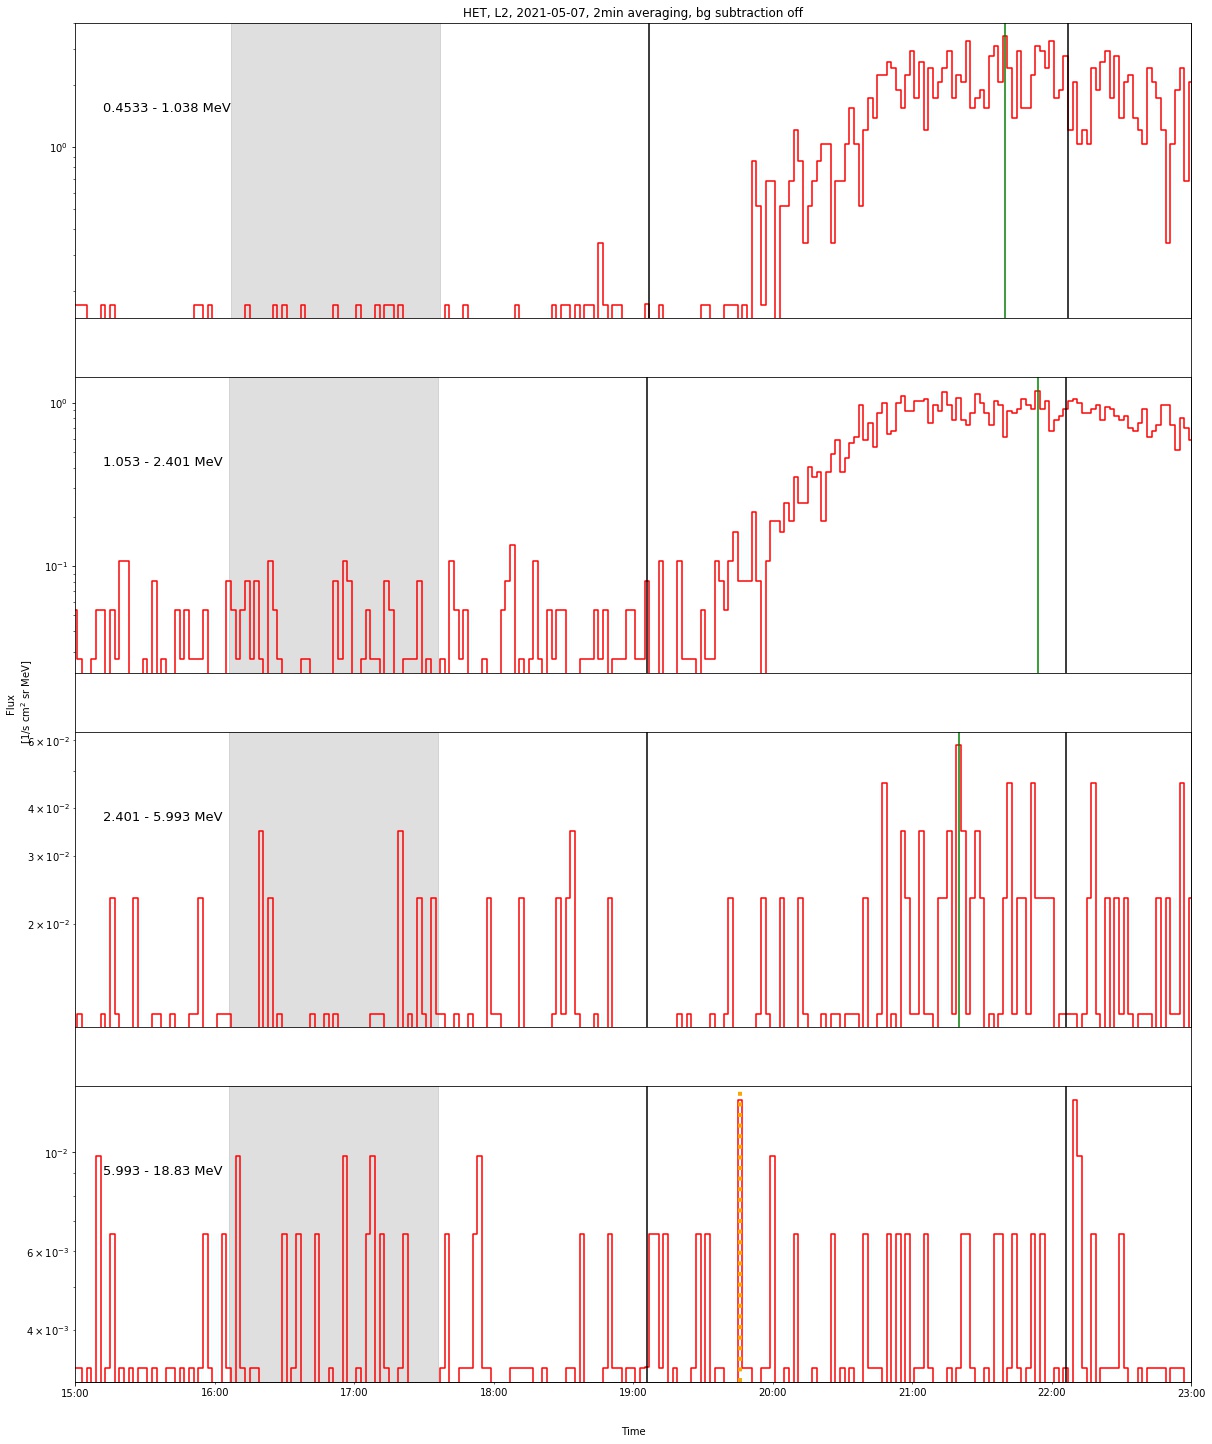 HET, L2, 2021-05-07, 2min averaging, bg subtraction off
0.4533 - 1.038 MeV
10⁰
10⁰
1.053 - 2.401 MeV
10⁻¹
Flux
[1/s cm² sr MeV]
6 × 10⁻²
2.401 - 5.993 MeV
4 × 10⁻²
3 × 10⁻²
2 × 10⁻²
10⁻²
5.993 - 18.83 MeV
6 × 10⁻³
4 × 10⁻³
15:00 16:00 17:00 18:00 19:00 20:00 21:00 22:00 23:00
Time